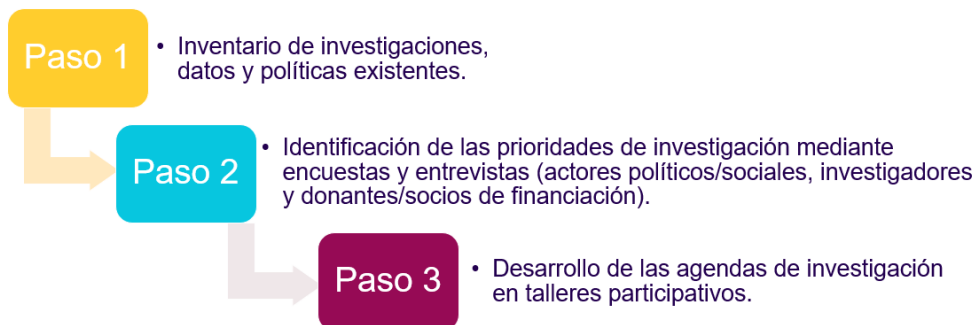 Paso 1
• Inventario de investigaciones,
datos y políticas existentes.
Paso 2
• Identificación de las prioridades de investigación mediante
encuestas y entrevistas (actores políticos/sociales, investigadores
y donantes/socios de financiación).
Paso 3
• Desarrollo de las agendas de investigación
en talleres participativos.